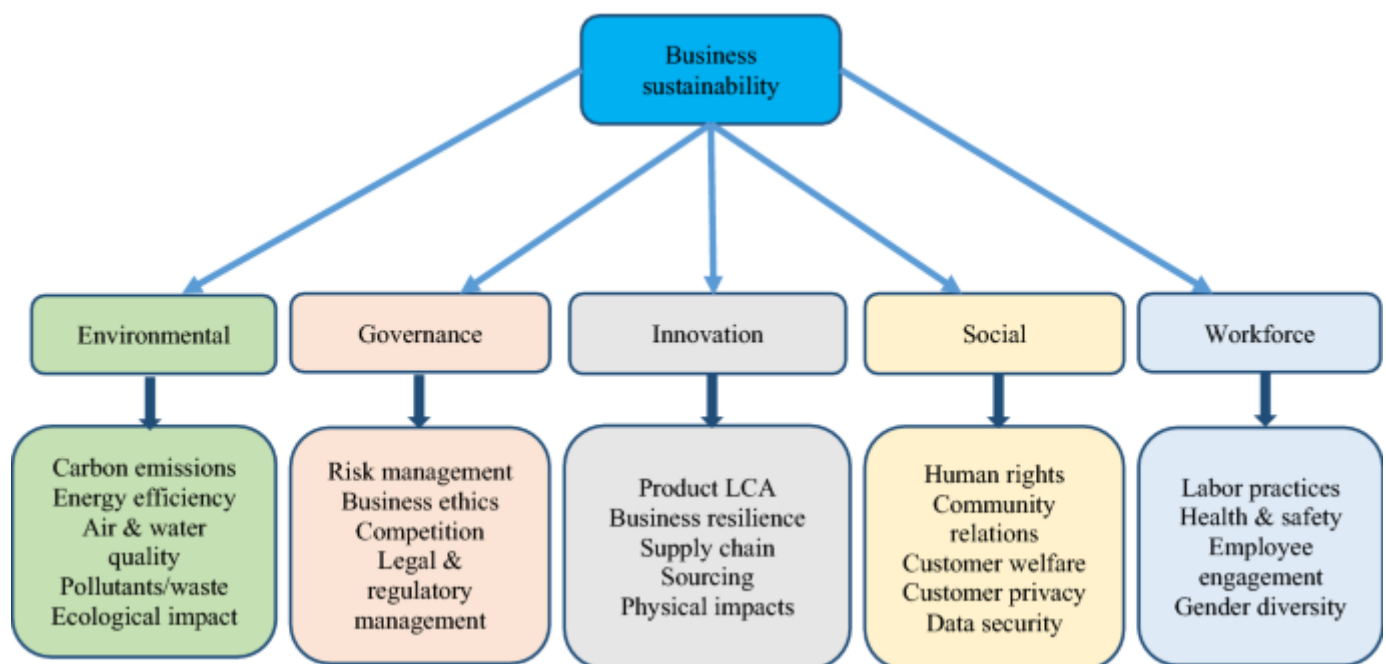 Business
sustainability
Environmental
Governance
Innovation
Social
Workforce
Carbon emissions
Energy efficiency
Air & water
quality
Pollutants/waste
Ecological impact
Risk management
Business ethics
Competition
Legal &
regulatory
management
Product LCA
Business resilience
Supply chain
Sourcing
Physical impacts
Human rights
Community
relations
Customer welfare
Customer privacy
Data security
Labor practices
Health & safety
Employee
engagement
Gender diversity